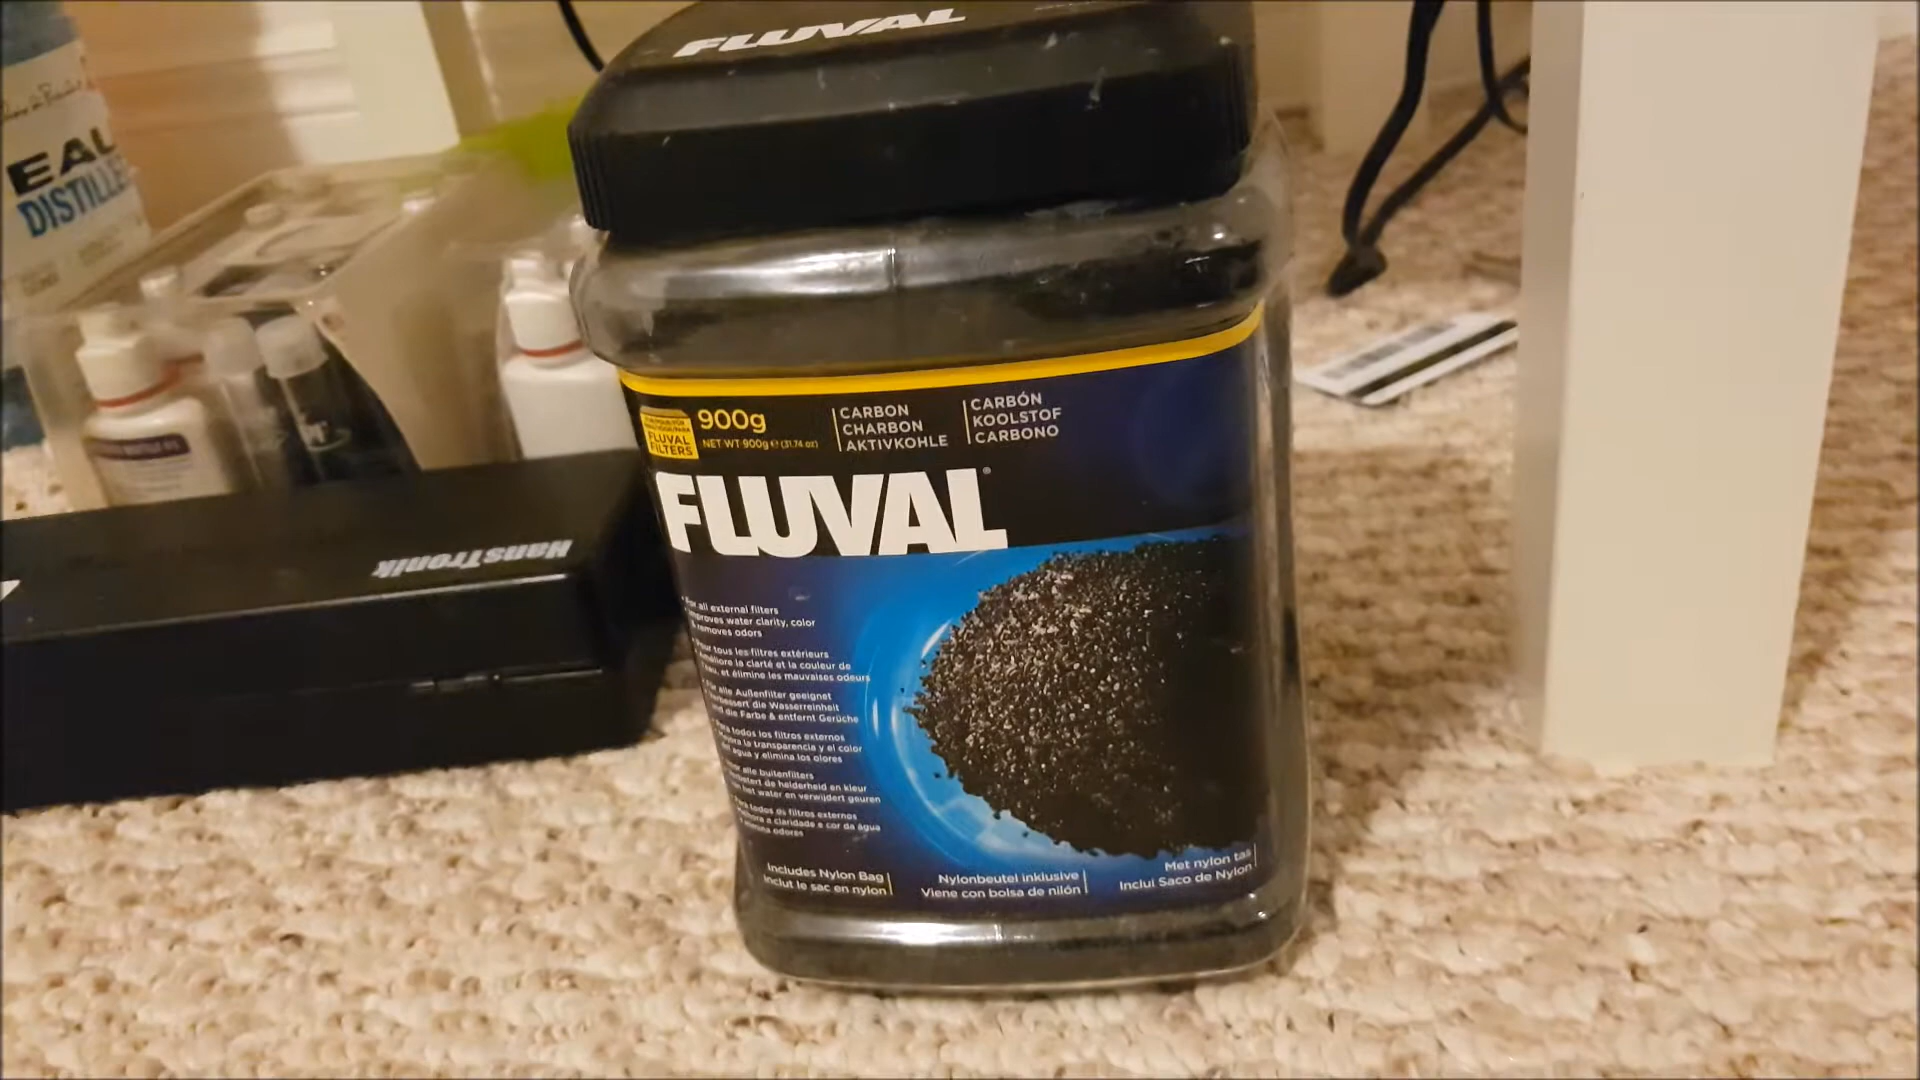 FLUVAL
EAU
DISTILLÉE
HansTronik
FLUVAL
FILTERS
900g
NET WT 900g e (31.74 oz)
CARBON
CHARBON
AKTIVKOHLE
CARBÓN
KOOLSTOF
CARBONO
FLUVAL®
• For all external filters
improves water clarity, color
& removes odors
Pour tous les filtres extérieurs
Améliore la clarté et la couleur de
l'eau, et élimine les mauvaises odeurs
Für alle Außenfilter geeignet
Verbessert die Wasserreinheit
und die Farbe & entfernt Gerüche
Para todos los filtros externos
Mejora la transparencia y el color
del agua y elimina los olores
Voor alle buitenfilters
Verbetert de helderheid en kleur
van het water en verwijdert geuren
Para todos os filtros externos
Melhora a claridade e cor da água
e elimina odores
Includes Nylon Bag
Inclut le sac en nylon
Nylonbeutel inklusive
Viene con bolsa de nilón
Met nylon tas
Inclui Saco de Nylon